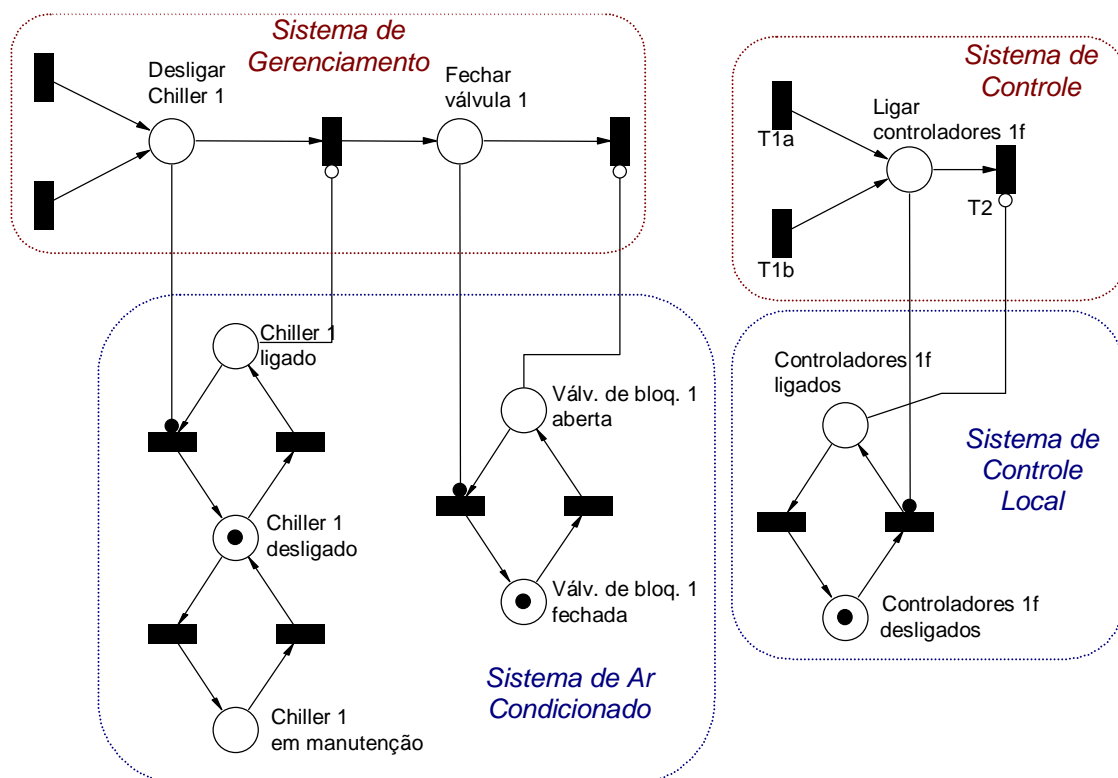 Sistema de
Gerenciamento
Desligar
Chiller 1
Fechar
válvula 1
Chiller 1
ligado
Chiller 1
desligado
Chiller 1
em manutenção
Válv. de bloq. 1
aberta
Válv. de bloq. 1
fechada
Sistema de Ar
Condicionado
Sistema de
Controle
Ligar
controladores 1f
T1a
T1b
T2
Controladores 1f
ligados
Sistema de
Controle
Local
Controladores 1f
desligados